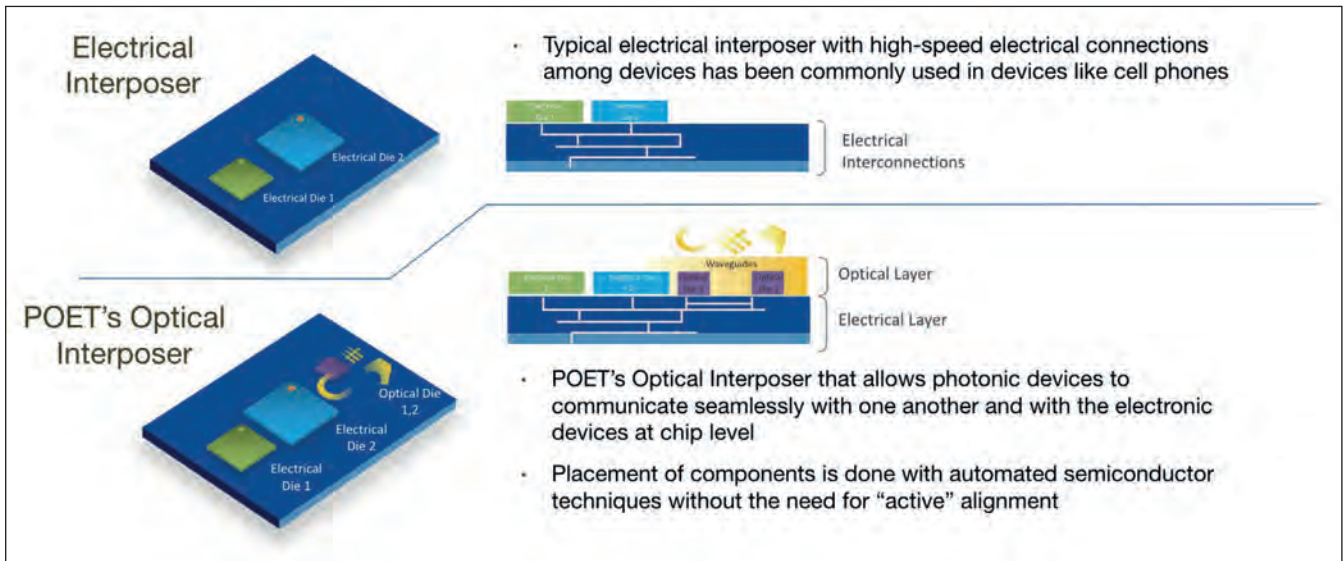 Electrical
Interposer
Electrical Die 2
Electrical Die 1
· Typical electrical interposer with high-speed electrical connections
among devices has been commonly used in devices like cell phones
Electrical
Interconnections
POET's Optical
Interposer
Optical Die
1,2
Electrical
Die 2
Electrical
Die 1
Waveguides
Optical Layer
Electrical Layer
· POET's Optical Interposer that allows photonic devices to
communicate seamlessly with one another and with the electronic
devices at chip level
· Placement of components is done with automated semiconductor
techniques without the need for “active” alignment